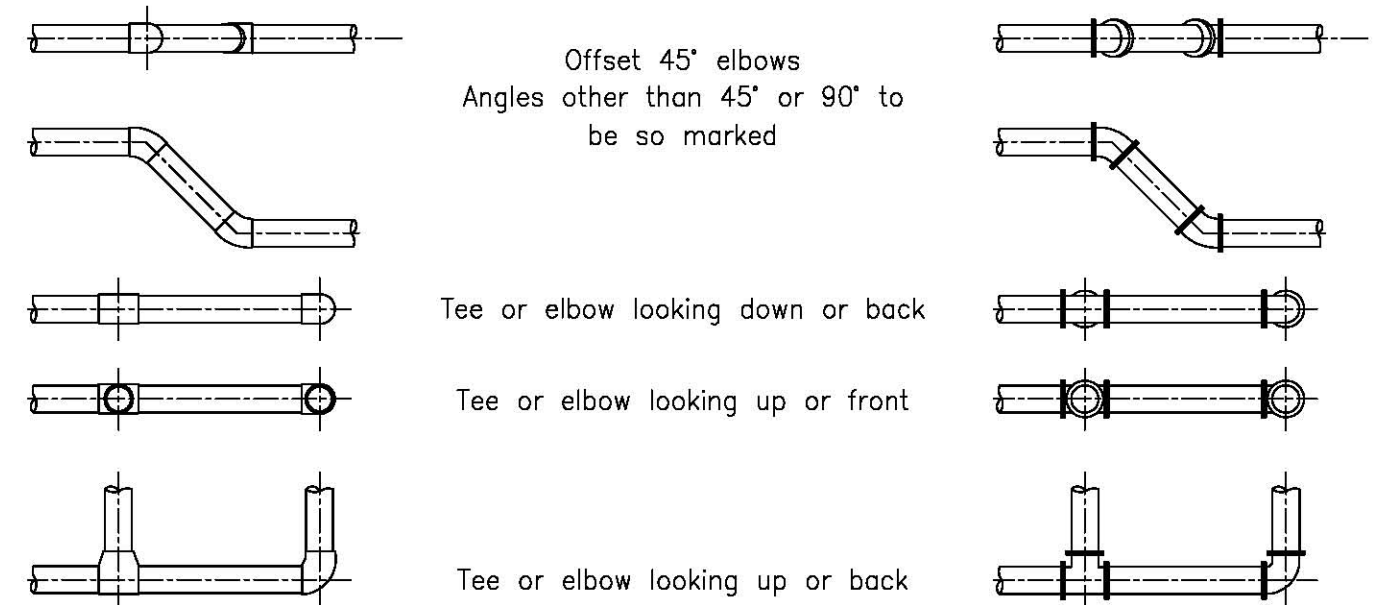 Offset 45° elbows
Angles other than 45° or 90° to
be so marked
Tee or elbow looking down or back
Tee or elbow looking up or front
Tee or elbow looking up or back